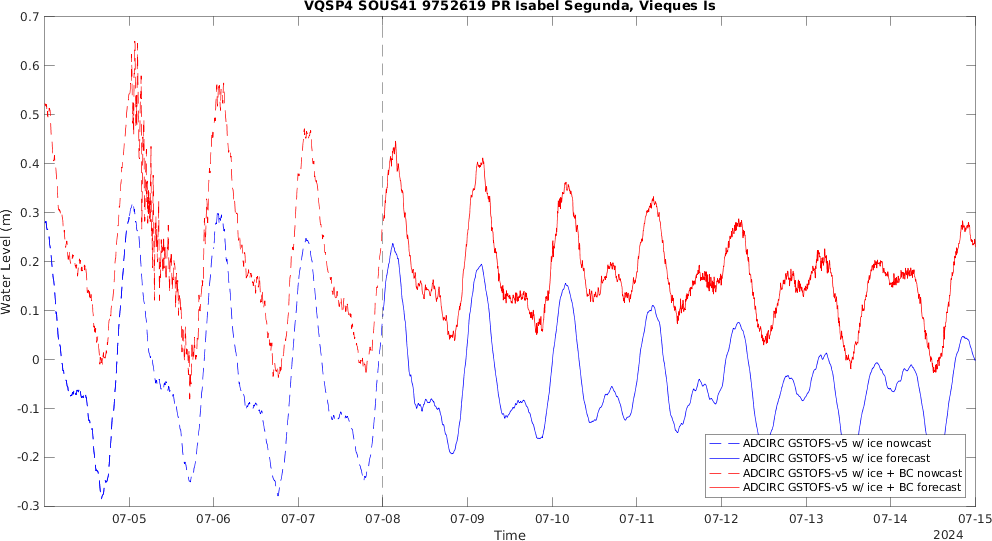 VQSP4 SOUS41 9752619 PR Isabel Segunda, Vieques Is
0.7
0.6
0.5
0.4
0.3
0.2
0.1
0
-0.1
-0.2
-0.3
Water Level (m)
ADCIRC GSTOFS-v5 w/ ice nowcast
ADCIRC GSTOFS-v5 w/ ice forecast
ADCIRC GSTOFS-v5 w/ ice + BC nowcast
ADCIRC GSTOFS-v5 w/ ice + BC forecast
07-05 07-06 07-07 07-08 07-09 07-10 07-11 07-12 07-13 07-14 07-15
Time
2024